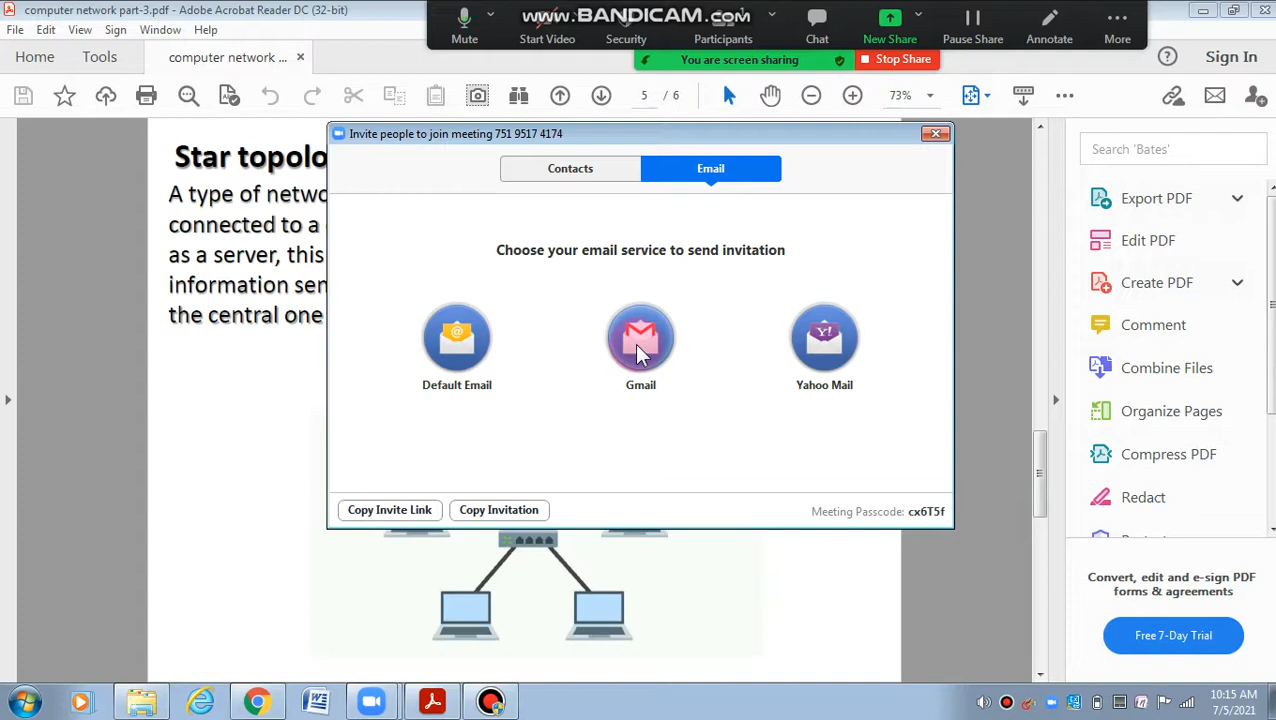 computer network part-3.pdf - Adobe Acrobat Reader DC (32-bit)
www.BANDICAM.com
File Edit View Sign Window Help
Mute Start Video Security Participants Chat New Share Pause Share Annotate More
Home Tools computer network ... ×
You are screen sharing Stop Share
Sign In
5 / 6 73%
Invite people to join meeting 751 9517 4174
Contacts Email
Choose your email service to send invitation
@
Y!
Default Email Gmail Yahoo Mail
Copy Invite Link Copy Invitation Meeting Passcode: cx6T5f
Star topolo
A type of netwo
connected to a
as a server, this
information sen
the central one
Search 'Bates'
Export PDF
Edit PDF
Create PDF
Comment
Combine Files
Organize Pages
Compress PDF
Redact
Convert, edit and e-sign PDF
forms & agreements
Free 7-Day Trial
10:15 AM
7/5/2021